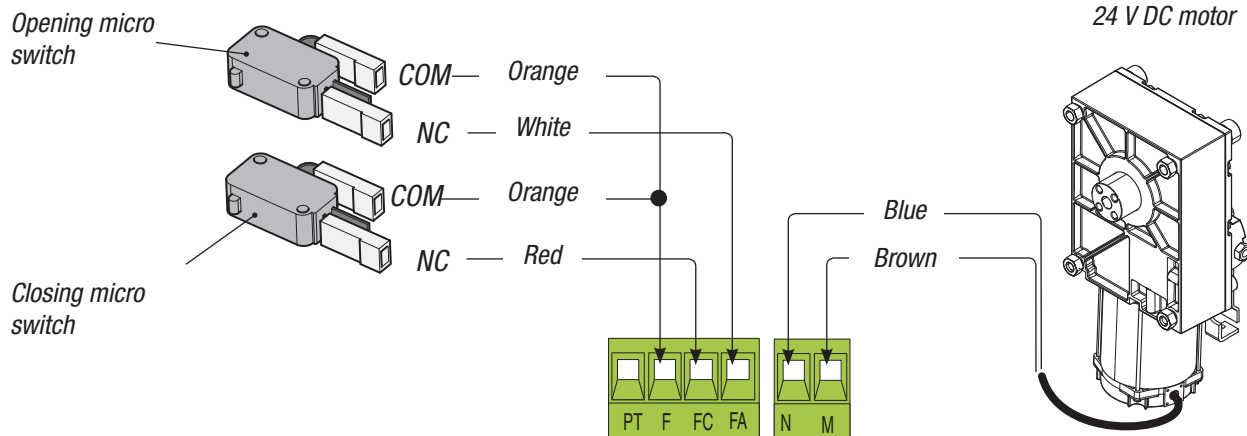 Opening micro
switch
24 V DC motor
COM
Orange
NC
White
COM
Orange
NC
Red
Blue
Brown
Closing micro
switch
PT F FC FA N M